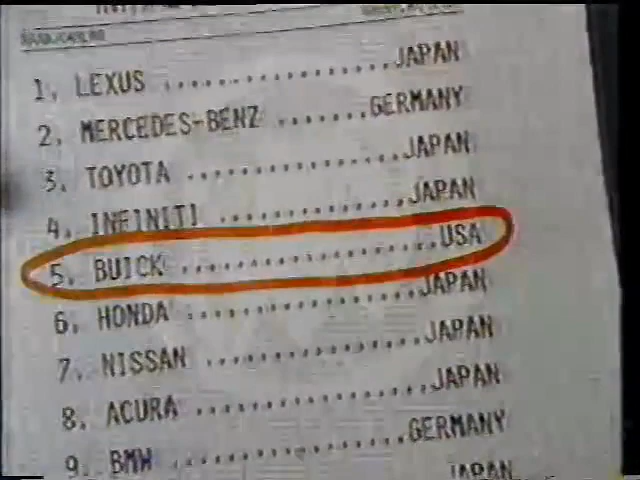 1. LEXUS ..................JAPAN
2. MERCEDES-BENZ .......GERMANY
3. TOYOTA .................JAPAN
4. INFINITI ...............JAPAN
5. BUICK ....................USA
6. HONDA ..................JAPAN
7. NISSAN .................JAPAN
8. ACURA ..................JAPAN
9. BMW ..................GERMANY
JAPAN